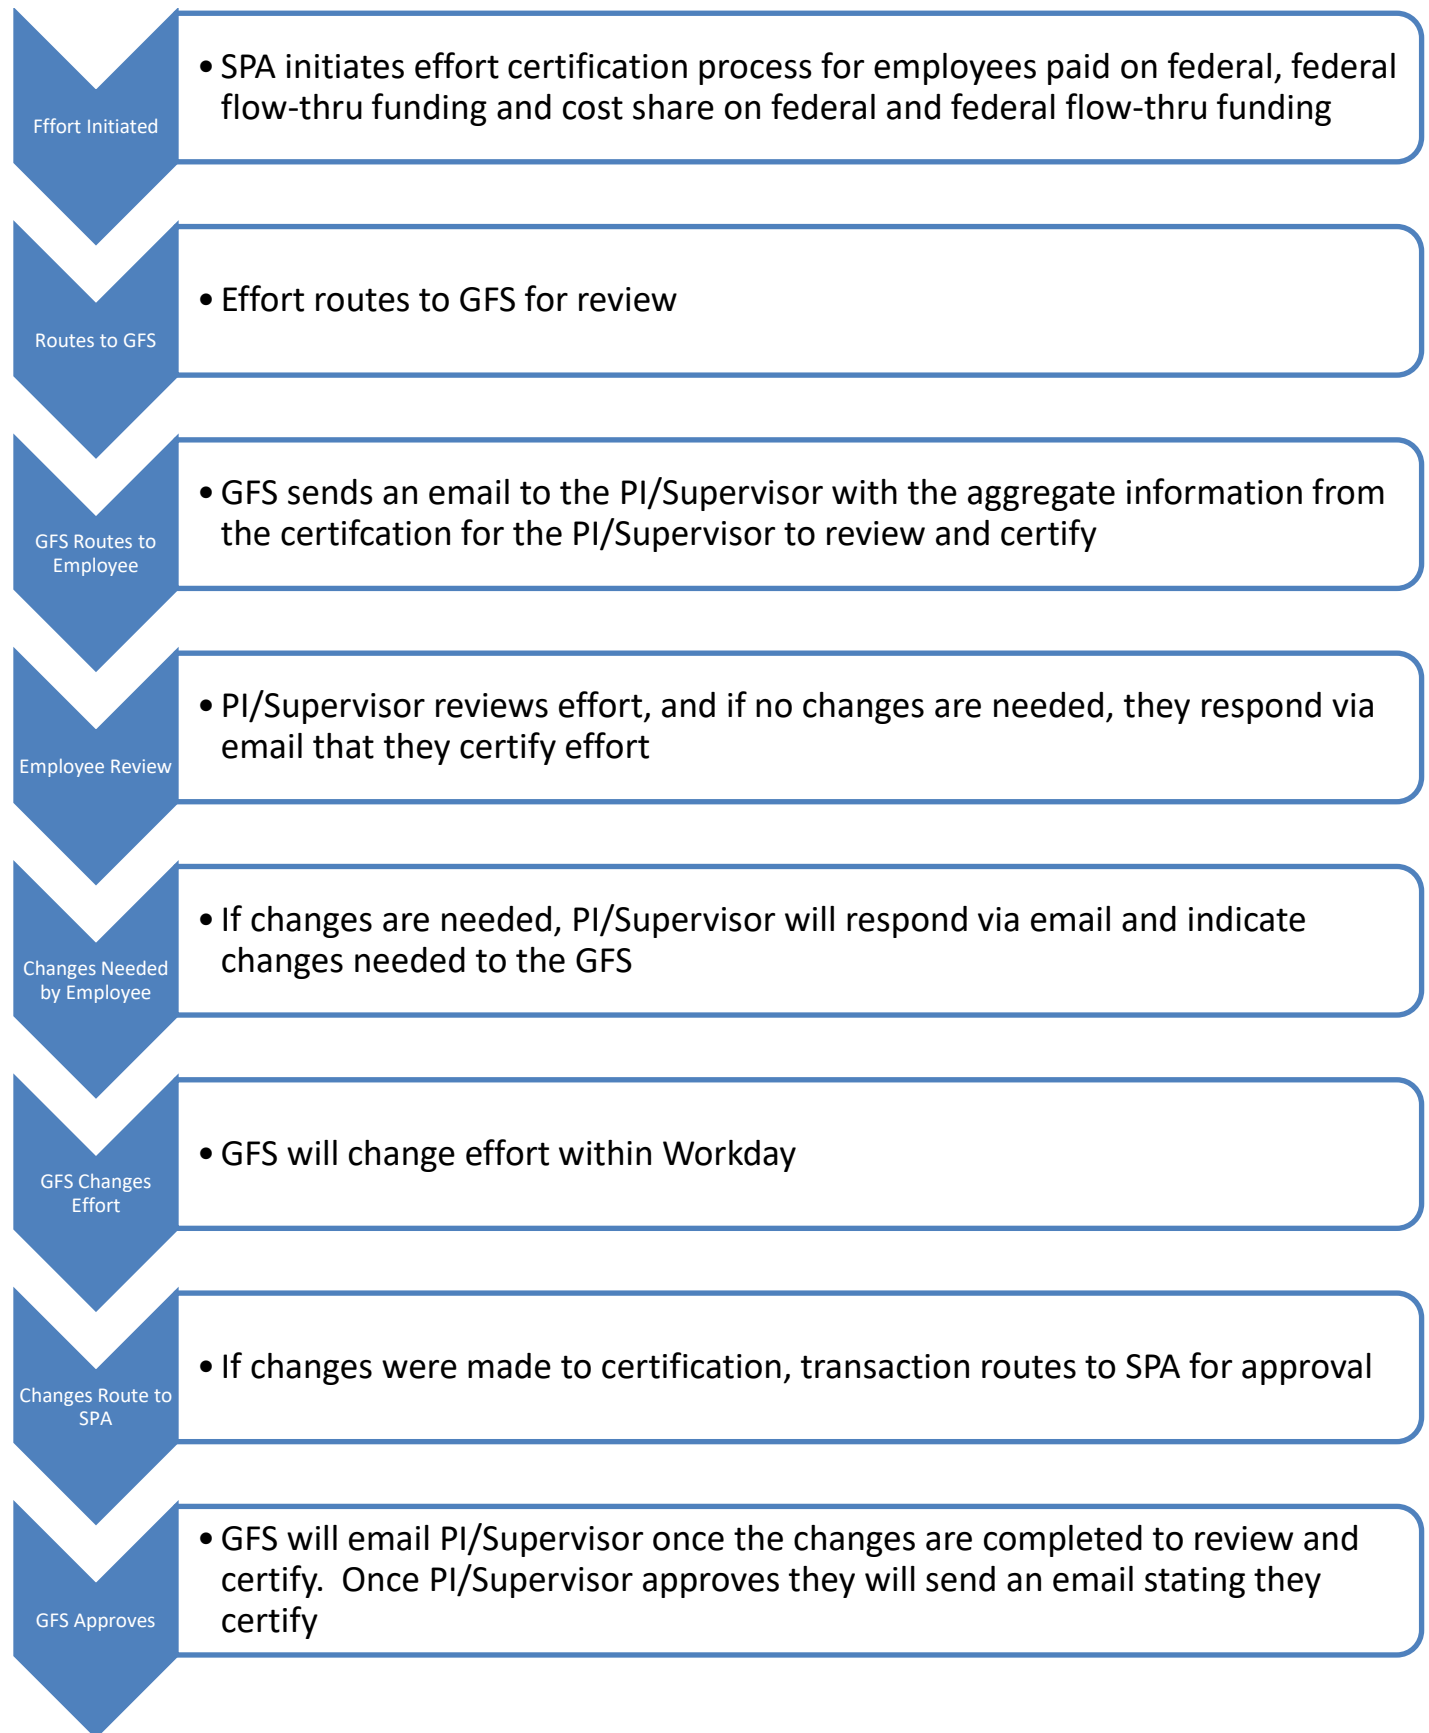 Fffort Initiated
• SPA initiates effort certification process for employees paid on federal, federal
flow-thru funding and cost share on federal and federal flow-thru funding
Routes to GFS
• Effort routes to GFS for review
GFS Routes to
Employee
• GFS sends an email to the PI/Supervisor with the aggregate information from
the certifcation for the PI/Supervisor to review and certify
Employee Review
• PI/Supervisor reviews effort, and if no changes are needed, they respond via
email that they certify effort
Changes Needed
by Employee
• If changes are needed, PI/Supervisor will respond via email and indicate
changes needed to the GFS
GFS Changes
Effort
• GFS will change effort within Workday
Changes Route to
SPA
• If changes were made to certification, transaction routes to SPA for approval
GFS Approves
• GFS will email PI/Supervisor once the changes are completed to review and
certify.  Once PI/Supervisor approves they will send an email stating they
certify